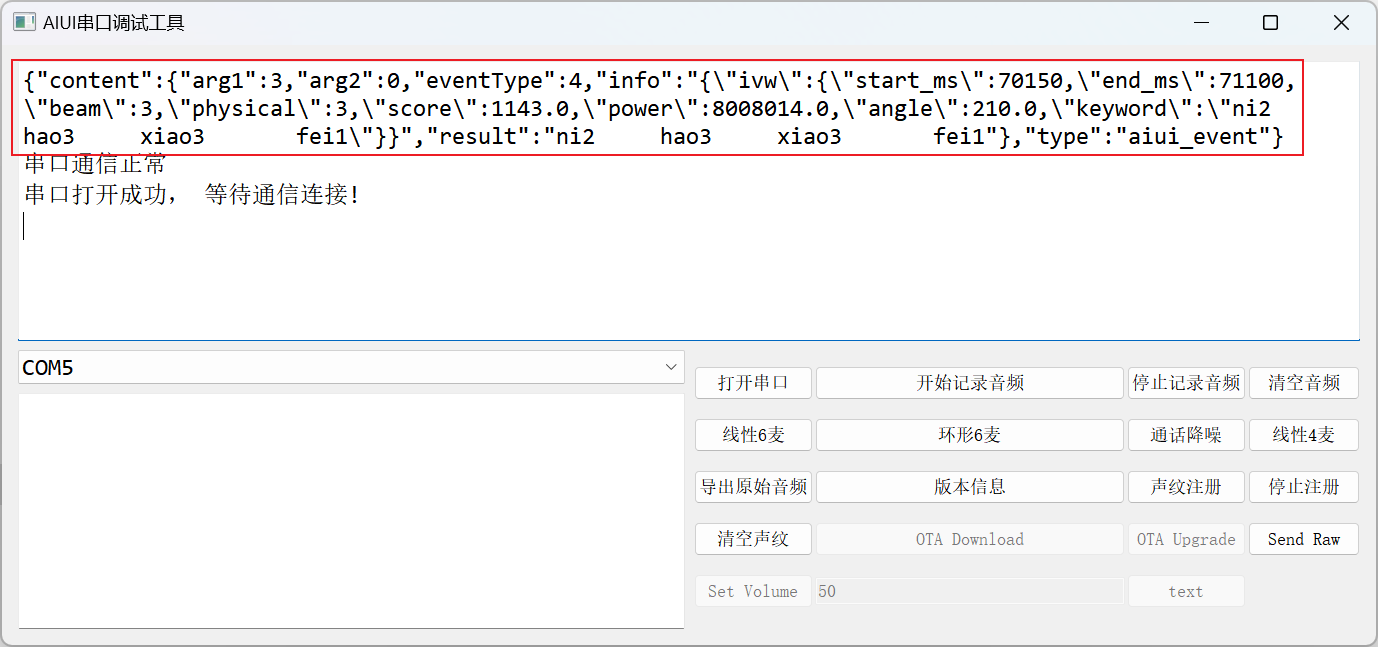 AIUI串口调试工具
{"content":{"arg1":3,"arg2":0,"eventType":4,"info":"{\"ivw\":{\"start_ms\":70150,\"end_ms\":71100,
\"beam\":3,\"physical\":3,\"score\":1143.0,\"power\":8008014.0,\"angle\":210.0,\"keyword\":\"ni2
hao3 xiao3 fei1\"}}","result":"ni2 hao3 xiao3 fei1"},"type":"aiui_event"}
串口通信正常
串口打开成功， 等待通信连接!
COM5
打开串口 开始记录音频 停止记录音频 清空音频
线性6麦 环形6麦 通话降噪 线性4麦
导出原始音频 版本信息 声纹注册 停止注册
清空声纹 OTA Download OTA Upgrade Send Raw
Set Volume 50 text